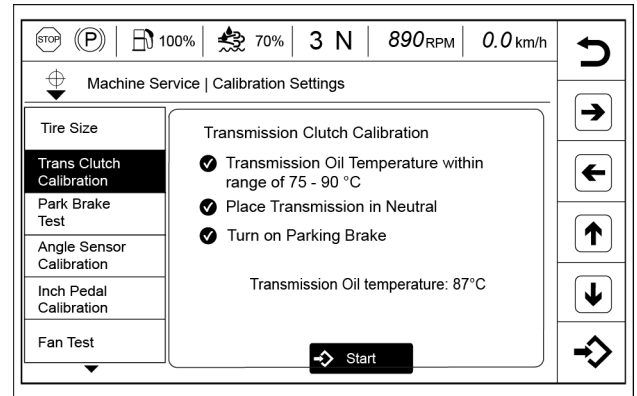 STOP (P) 100% 70% 3 N 890 RPM 0.0 km/h
Machine Service | Calibration Settings
Tire Size
Trans Clutch
Calibration
Park Brake
Test
Angle Sensor
Calibration
Inch Pedal
Calibration
Fan Test
Transmission Clutch Calibration
Transmission Oil Temperature within
range of 75 - 90 °C
Place Transmission in Neutral
Turn on Parking Brake
Transmission Oil temperature: 87°C
Start